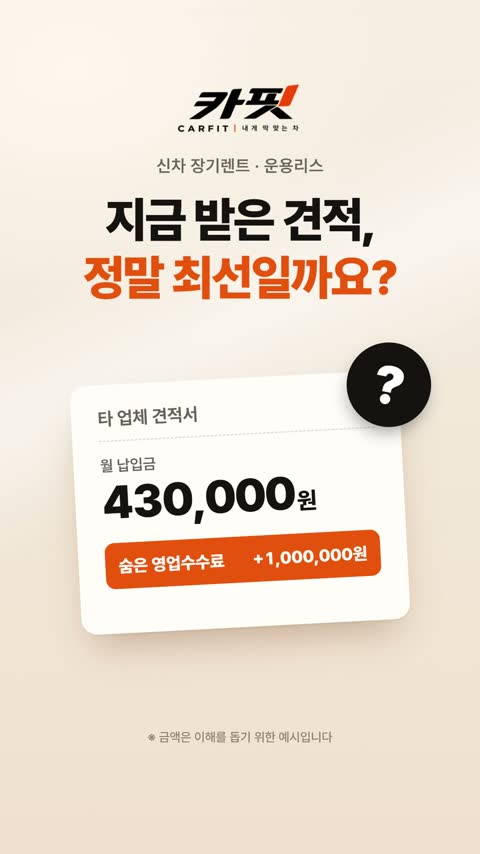 카핏
CARFIT | 내게 딱 맞는 차
신차 장기렌트 · 운용리스
지금 받은 견적,
정말 최선일까요?
?
타 업체 견적서
월 납입금
430,000원
숨은 영업수수료 +1,000,000원
※ 금액은 이해를 돕기 위한 예시입니다